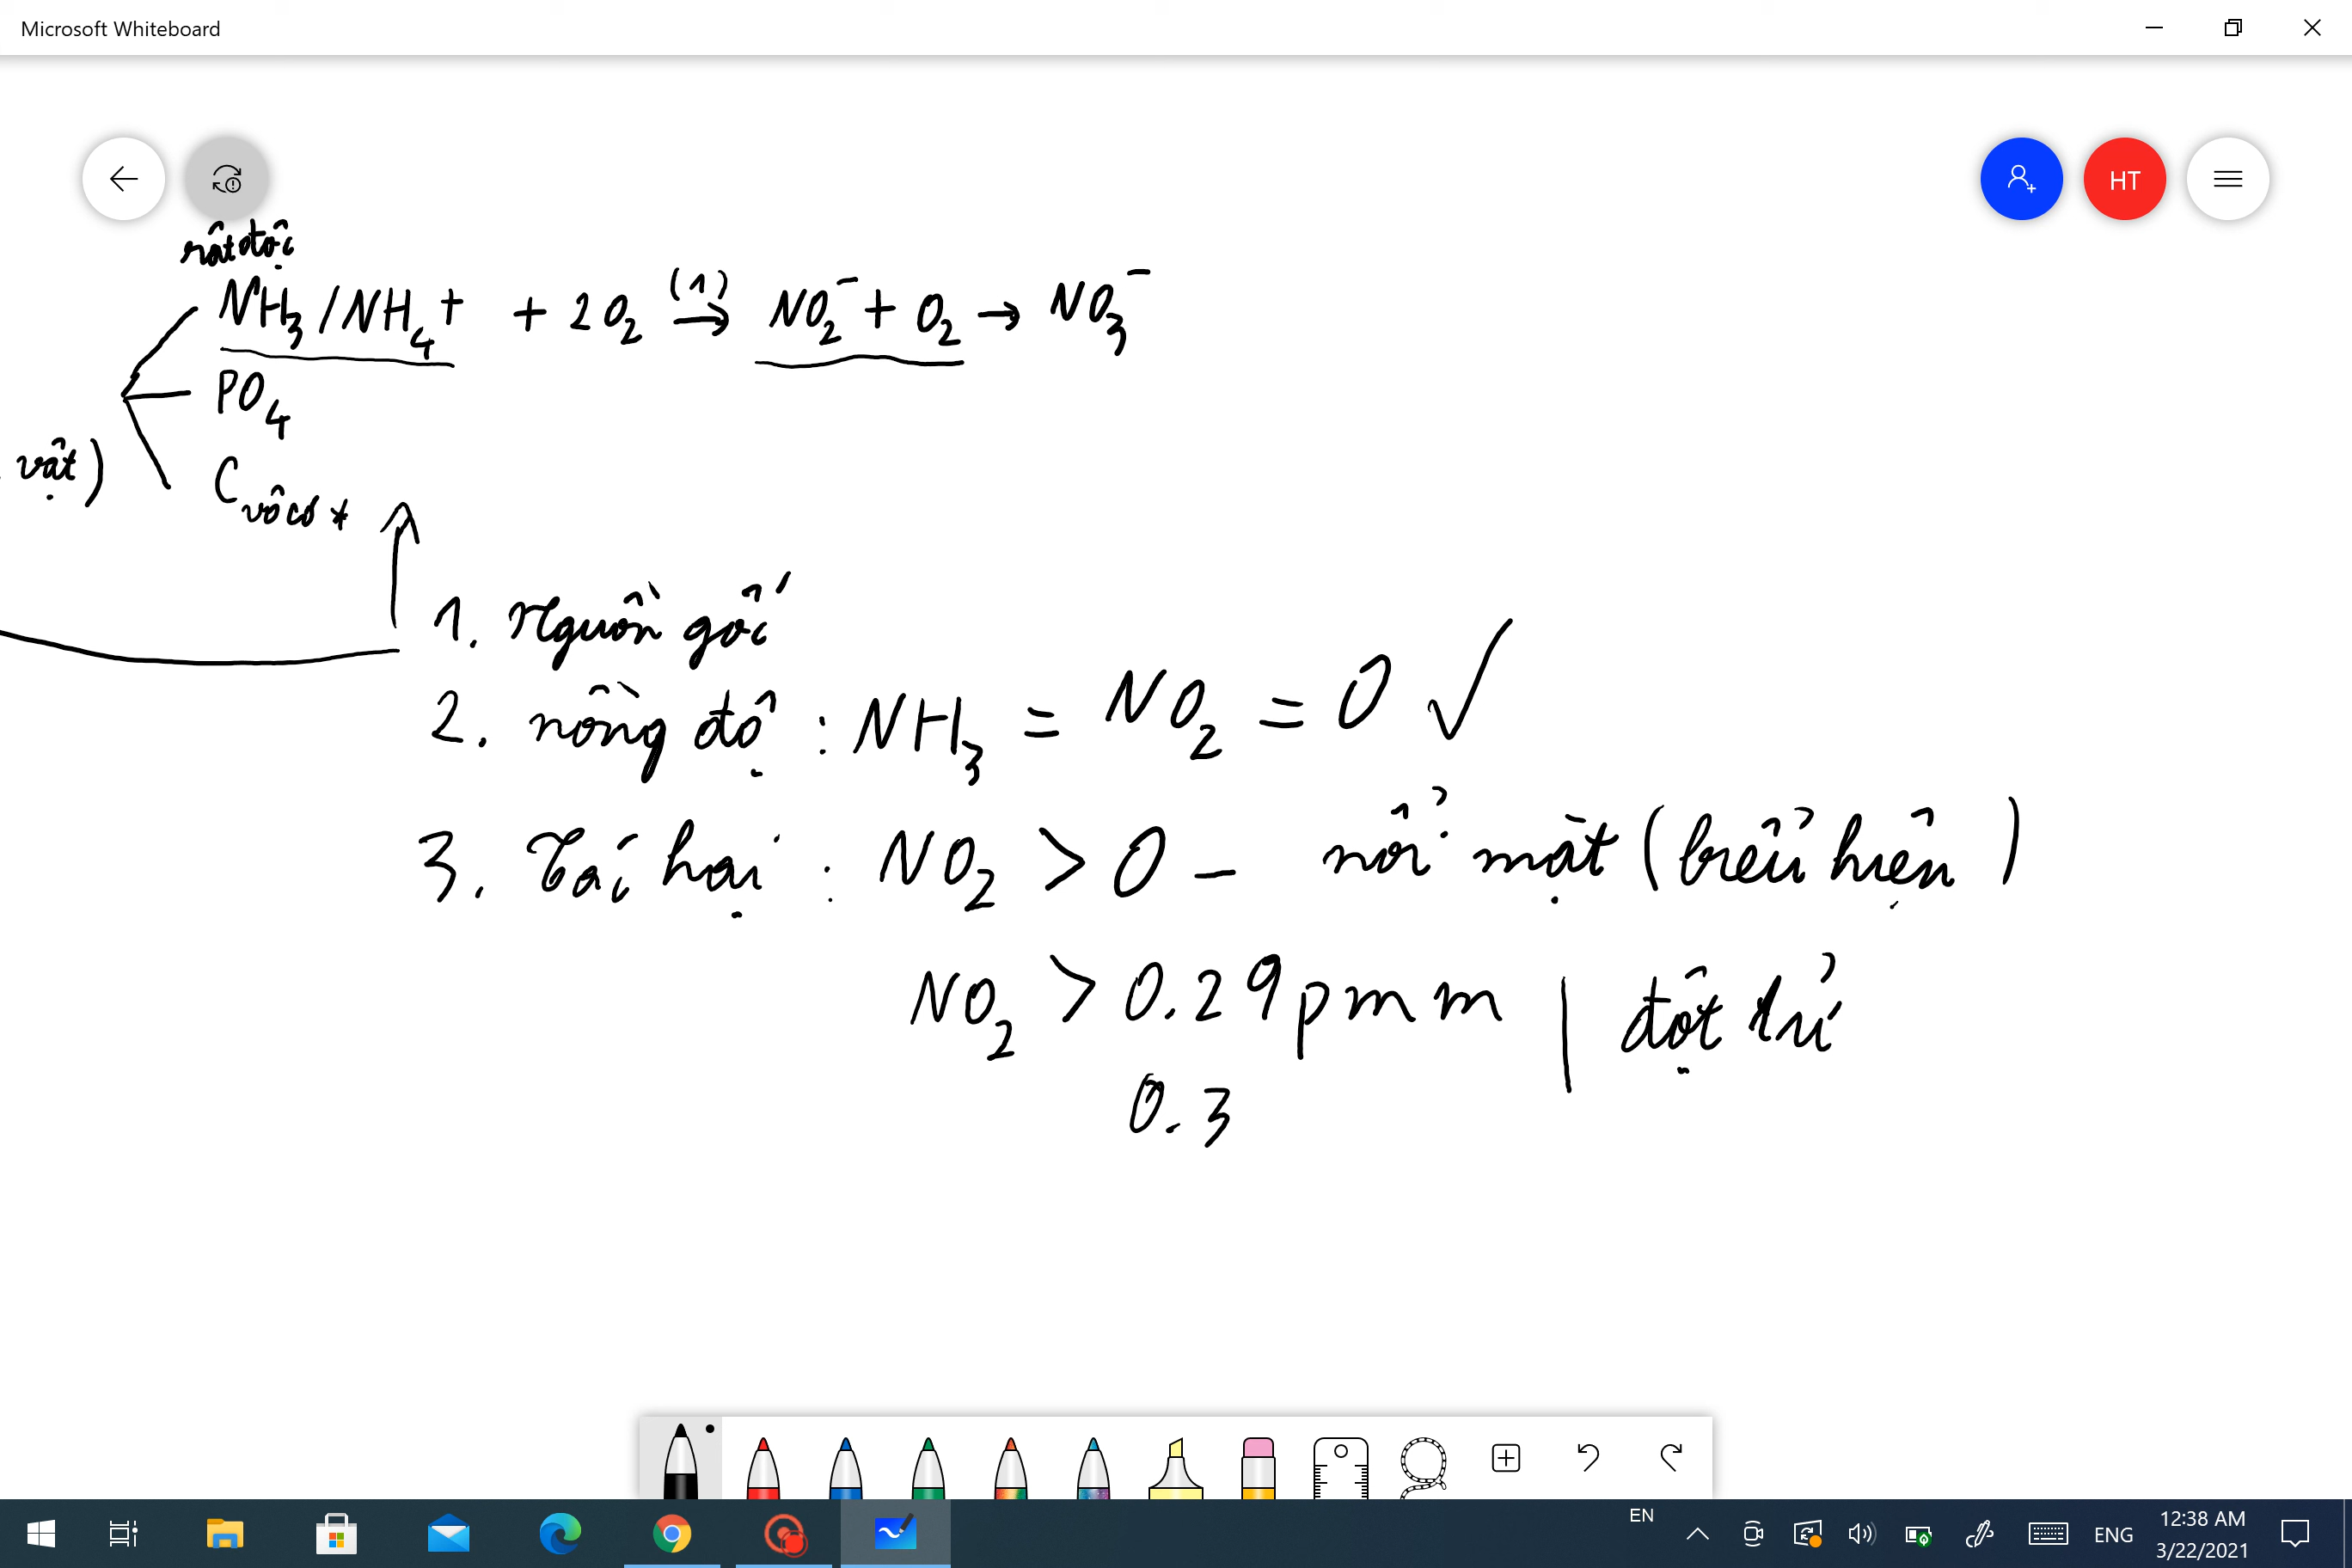 Microsoft Whiteboard
HT
rất độc
NH₃/NH₄+ + 2O₂ (1)→ NO₂⁻ + O₂ → NO₃⁻
PO₄
vật)
C vô cơ *
1. Nguồn gốc
2. nồng độ : NH₃ = NO₂ = 0 √
3. Tác hại : NO₂ > 0 - nổi mặt (biểu hiện)
NO₂ > 0.29 pmm | đột tử
0.3
EN
ENG
12:38 AM
3/22/2021